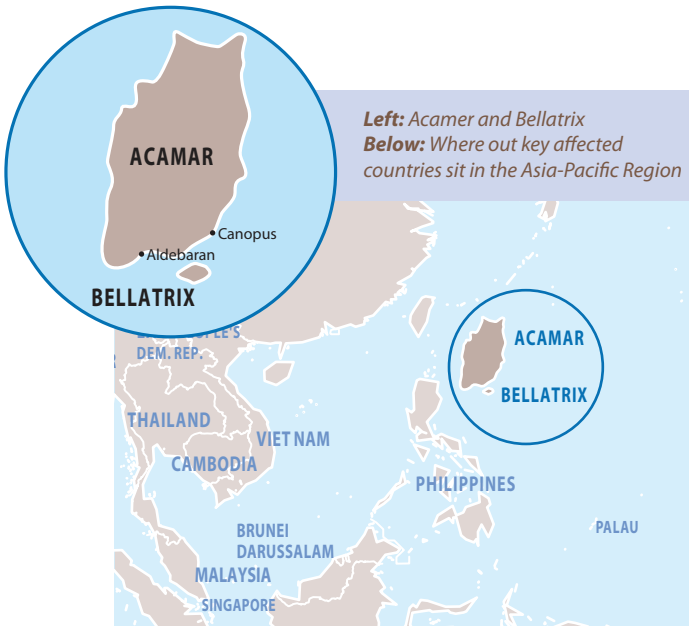 ACAMAR
Canopus
Aldebaran
BELLATRIX
Left: Acamer and Bellatrix
Below: Where out key affected
countries sit in the Asia-Pacific Region
DEM. REP.
THAILAND
VIET NAM
CAMBODIA
ACAMAR
BELLATRIX
PHILIPPINES
PALAU
BRUNEI
DARUSSALAM
MALAYSIA
SINGAPORE